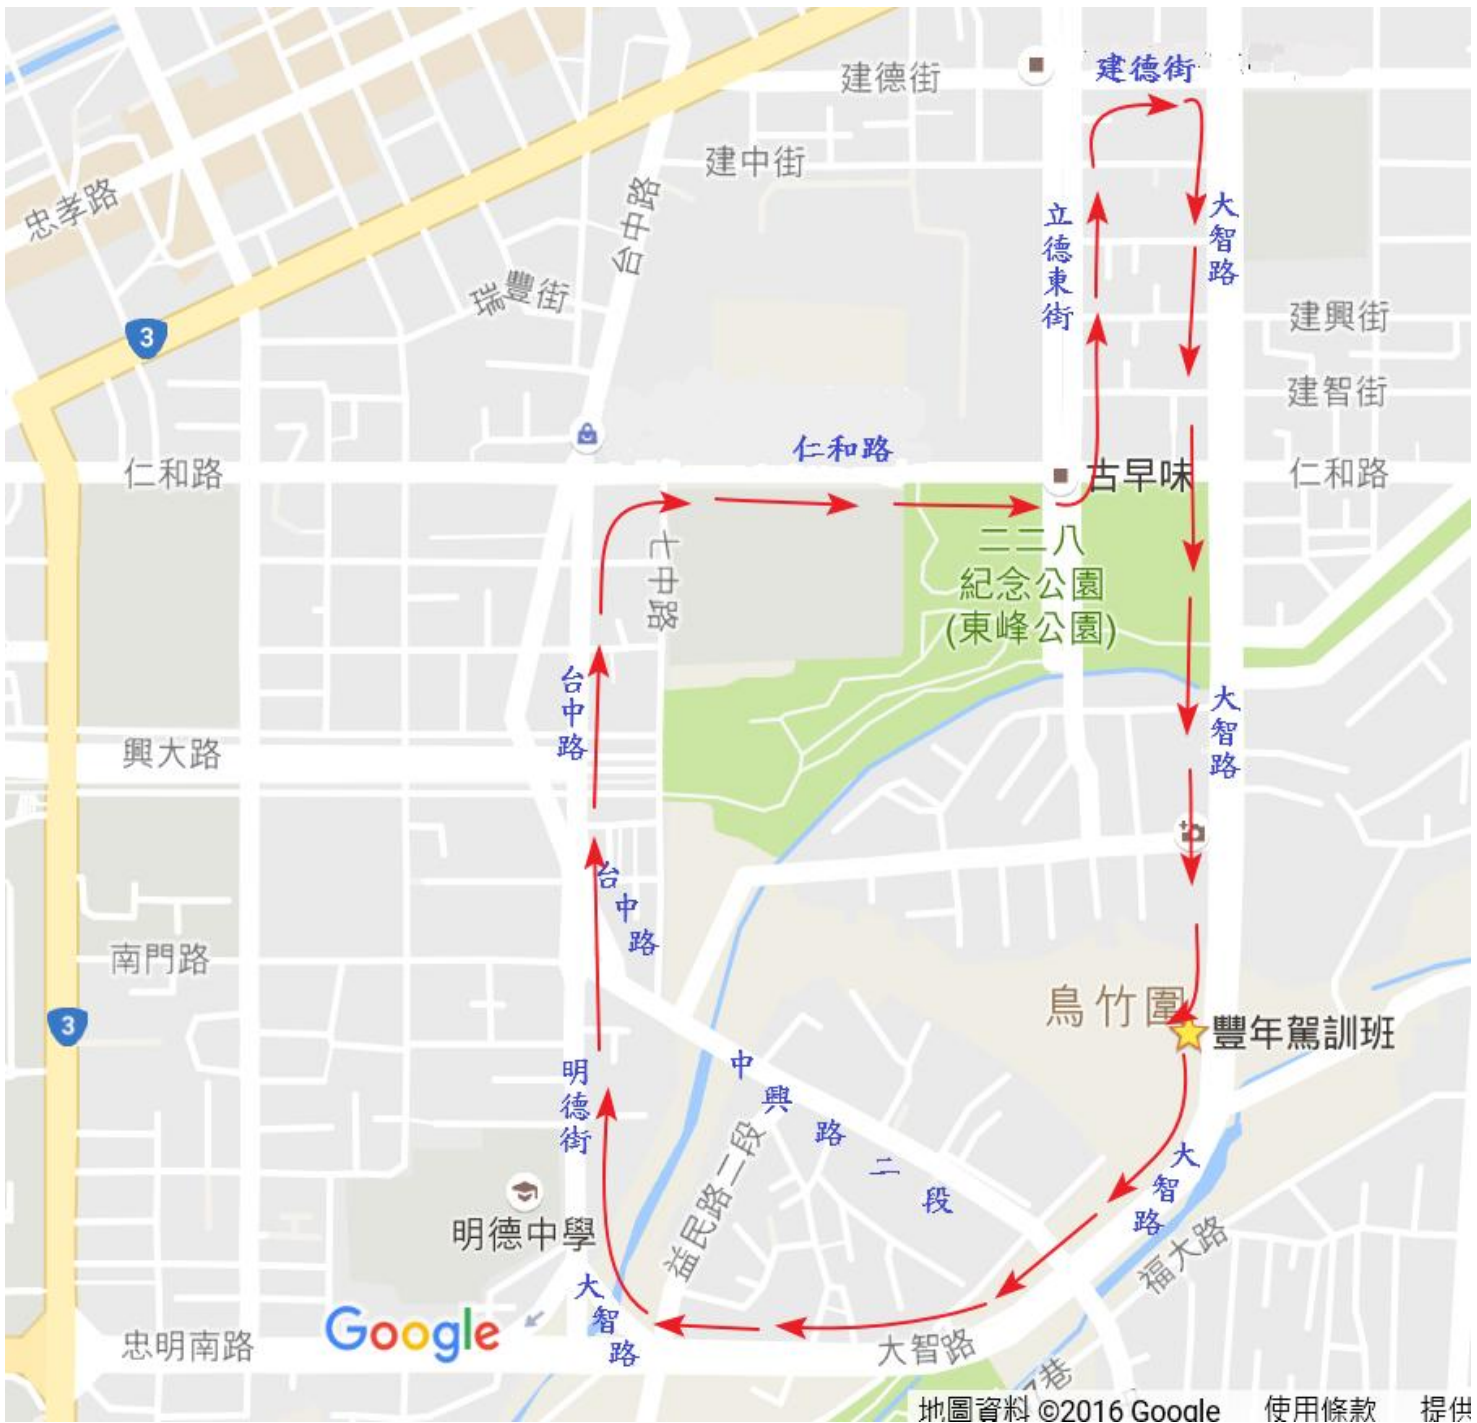 建德街
建德街
建中街
忠孝路
台中路
立德東街
大智路
瑞豐街
3
建興街
建智街
仁和路
仁和路
古早味
仁和路
二二八
紀念公園
(東峰公園)
七中路
台中路
大智路
興大路
台中路
南門路
鳥竹圍
豐年駕訓班
3
明德街
中興路二段
益民路二段
大智路
明德中學
福大路
大智路
Google
忠明南路
大智路
地圖資料 ©2016 Google
使用條款